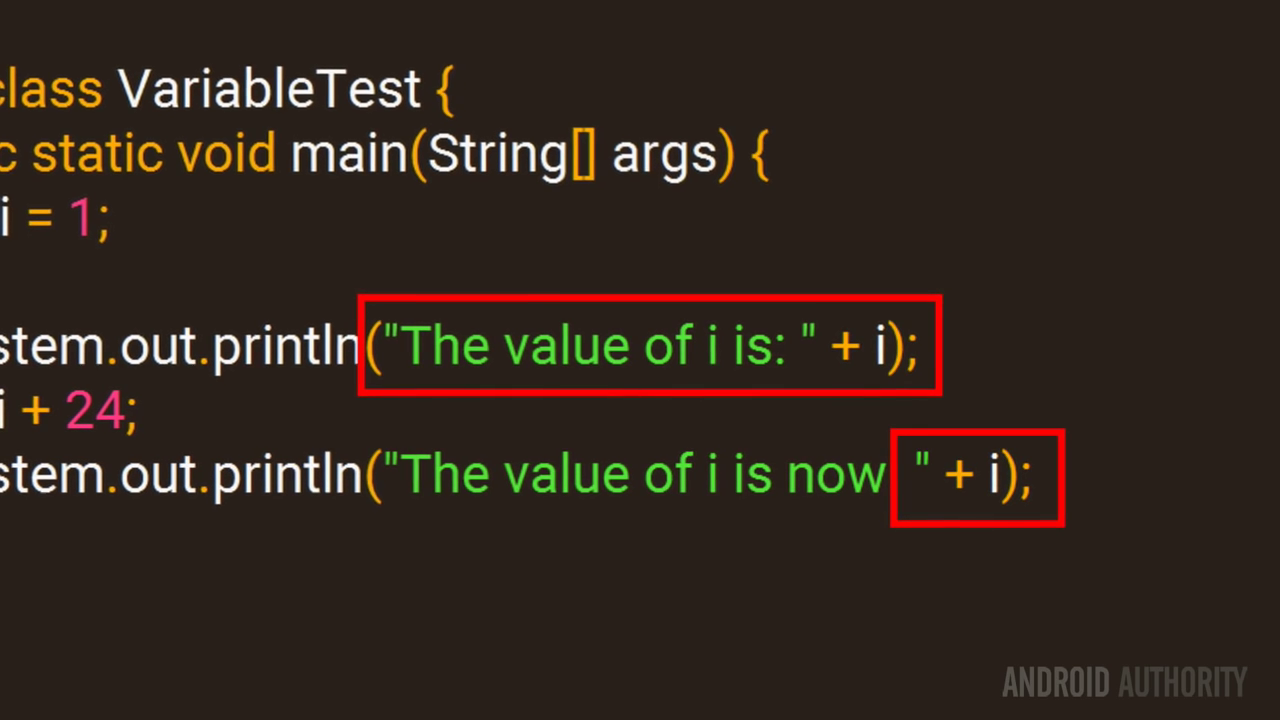 class VariableTest {
c static void main(String[] args) {
i = 1;
stem.out.println("The value of i is: " + i);
i + 24;
stem.out.println("The value of i is now " + i);
ANDROID AUTHORITY